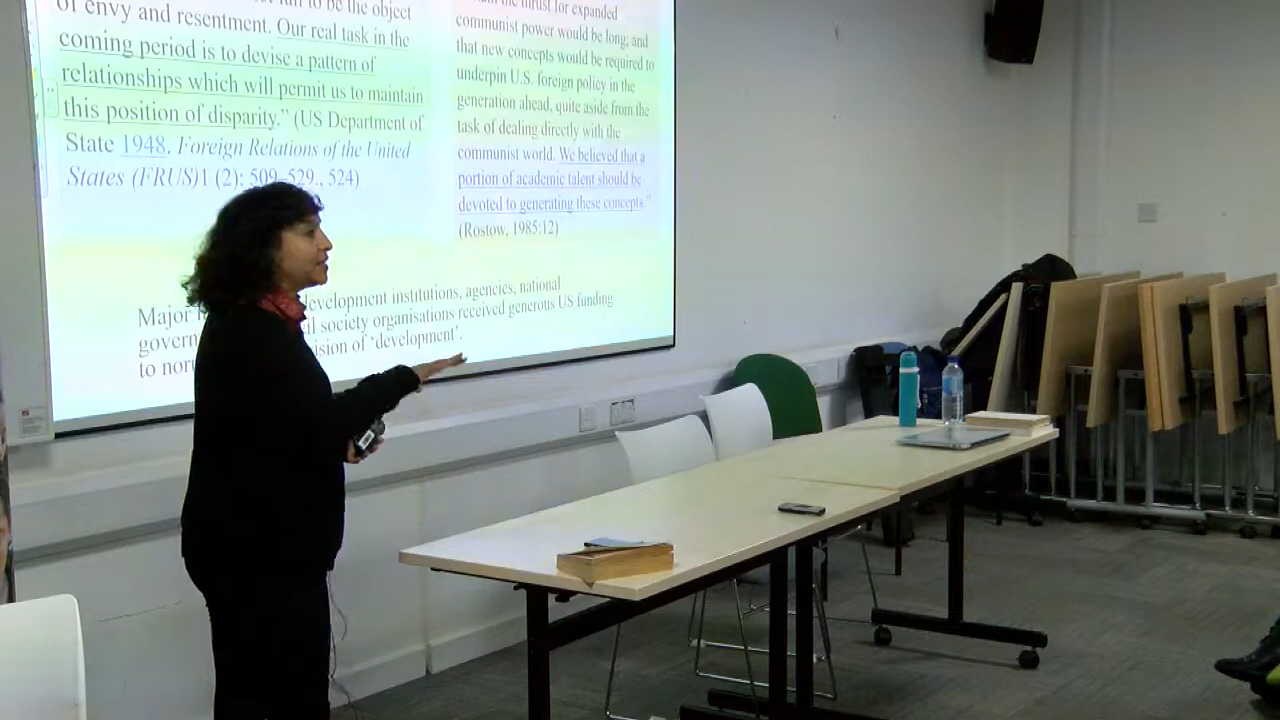 of envy and resentment. Our real task in the
coming period is to devise a pattern of
relationships which will permit us to maintain
this position of disparity.” (US Department of
State 1948. Foreign Relations of the United
States (FRUS)1 (2): 509–529., 524)
thrust for expanded
communist power would be long; and
that new concepts would be required to
underpin U.S. foreign policy in the
generation ahead, quite aside from the
task of dealing directly with the
communist world. We believed that a
portion of academic talent should be
devoted to generating these concepts.”
(Rostow, 1985:12)
Major development institutions, agencies, national
society organisations received generous US funding
to of ‘development’.